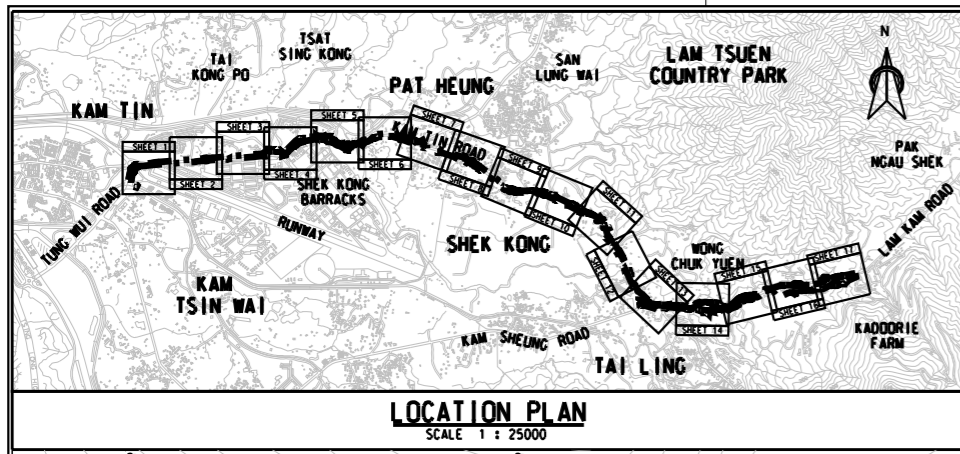 TSAT
SING KONG
TAI
KONG PO
SAN
LUNG WAI
LAM TSUEN
COUNTRY PARK
N
PAT HEUNG
KAM TIN
SHEET 1
SHEET 2
SHEET 3
SHEET 4
SHEET 5
SHEET 6
SHEET 7
KAM TIN ROAD
SHEET 8
SHEET 9
SHEET 10
SHEET 12
SHEET 13
SHEET 14
SHEET 15
SHEET 16
SHEET 17
PAK
NGAU SHEK
SHEK KONG
BARRACKS
TUNG WUI ROAD
RUNWAY
SHEK KONG
WONG
CHUK YUEN
LAM KAM ROAD
KAM
TSIN WAI
KAM SHEUNG ROAD
KADOORIE
FARM
TAI LING
LOCATION PLAN
SCALE 1 : 25000